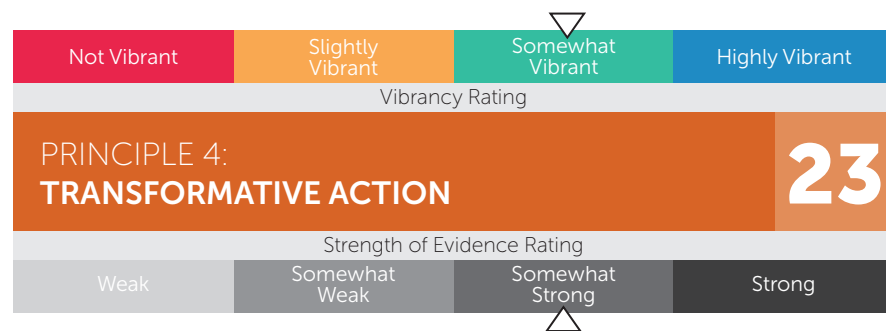 Not Vibrant
Slightly
Vibrant
Somewhat
Vibrant
Highly Vibrant
Vibrancy Rating
PRINCIPLE 4:
TRANSFORMATIVE ACTION
23
Strength of Evidence Rating
Weak
Somewhat
Weak
Somewhat
Strong
Strong